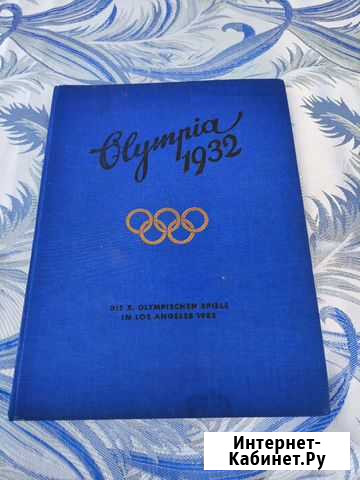 Olympia
1932
DIE X. OLYMPISCHEN SPIELE
IN LOS ANGELES 1932
Интернет-
Кабинет.Ру